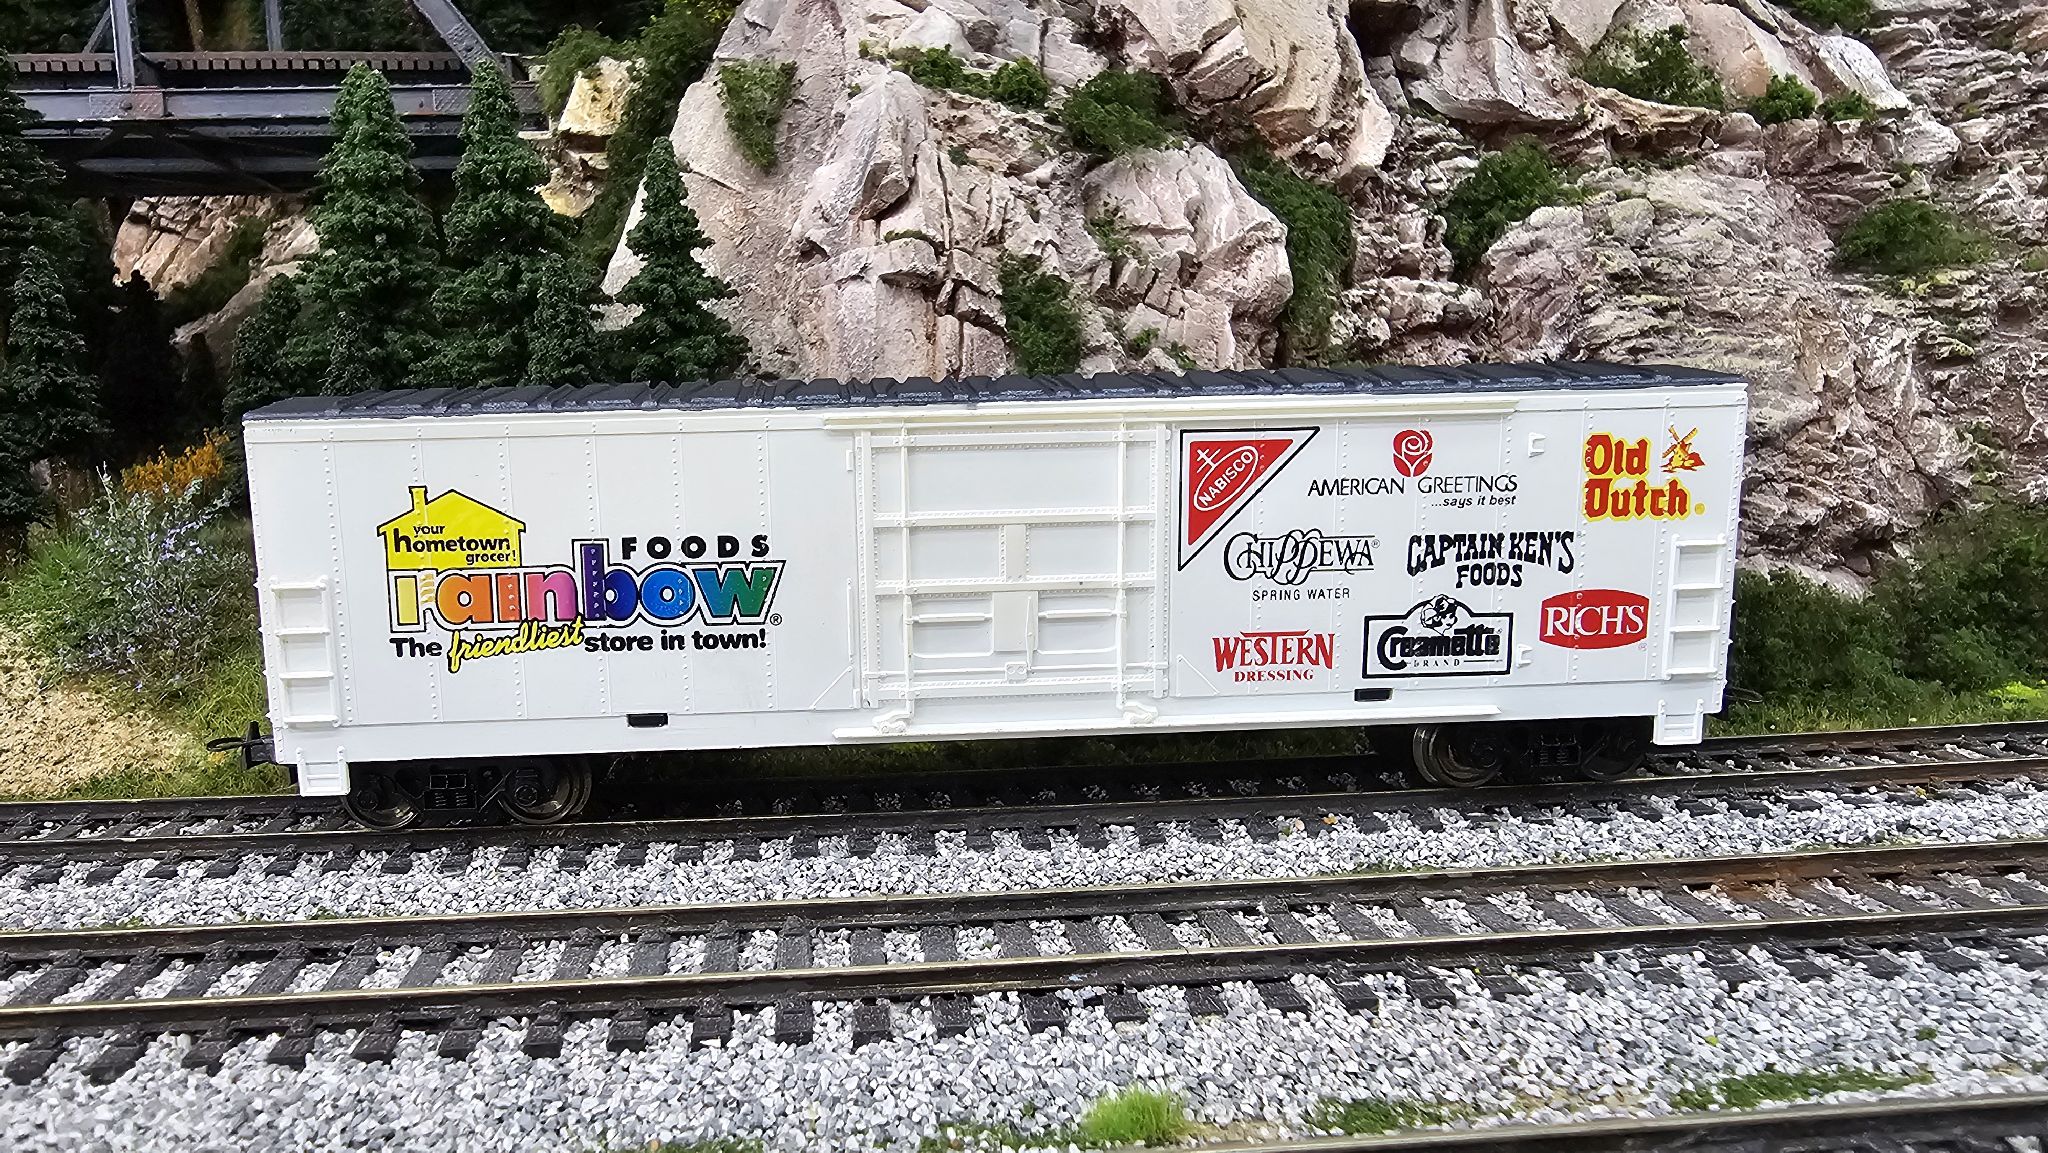 your
hometown
grocer!
FOODS
rainbow®
The friendliest store in town!
NABISCO
AMERICAN GREETINGS
...says it best
Old
Dutch®
CHIPPEWA®
SPRING WATER
CAPTAIN KEN'S
FOODS
WESTERN
DRESSING
Creamette
BRAND
RICH'S®